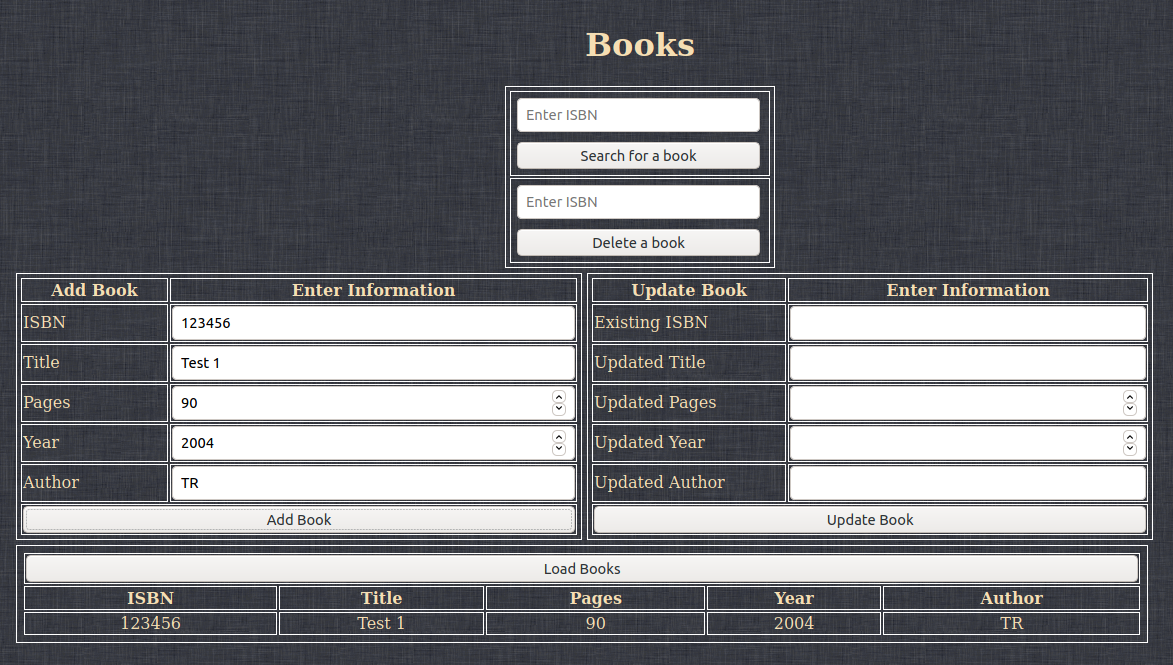 Books
Enter ISBN
Search for a book
Enter ISBN
Delete a book
Add Book Enter Information
ISBN 123456
Title Test 1
Pages 90
Year 2004
Author TR
Add Book
Update Book Enter Information
Existing ISBN
Updated Title
Updated Pages
Updated Year
Updated Author
Update Book
Load Books
ISBN Title Pages Year Author
123456 Test 1 90 2004 TR